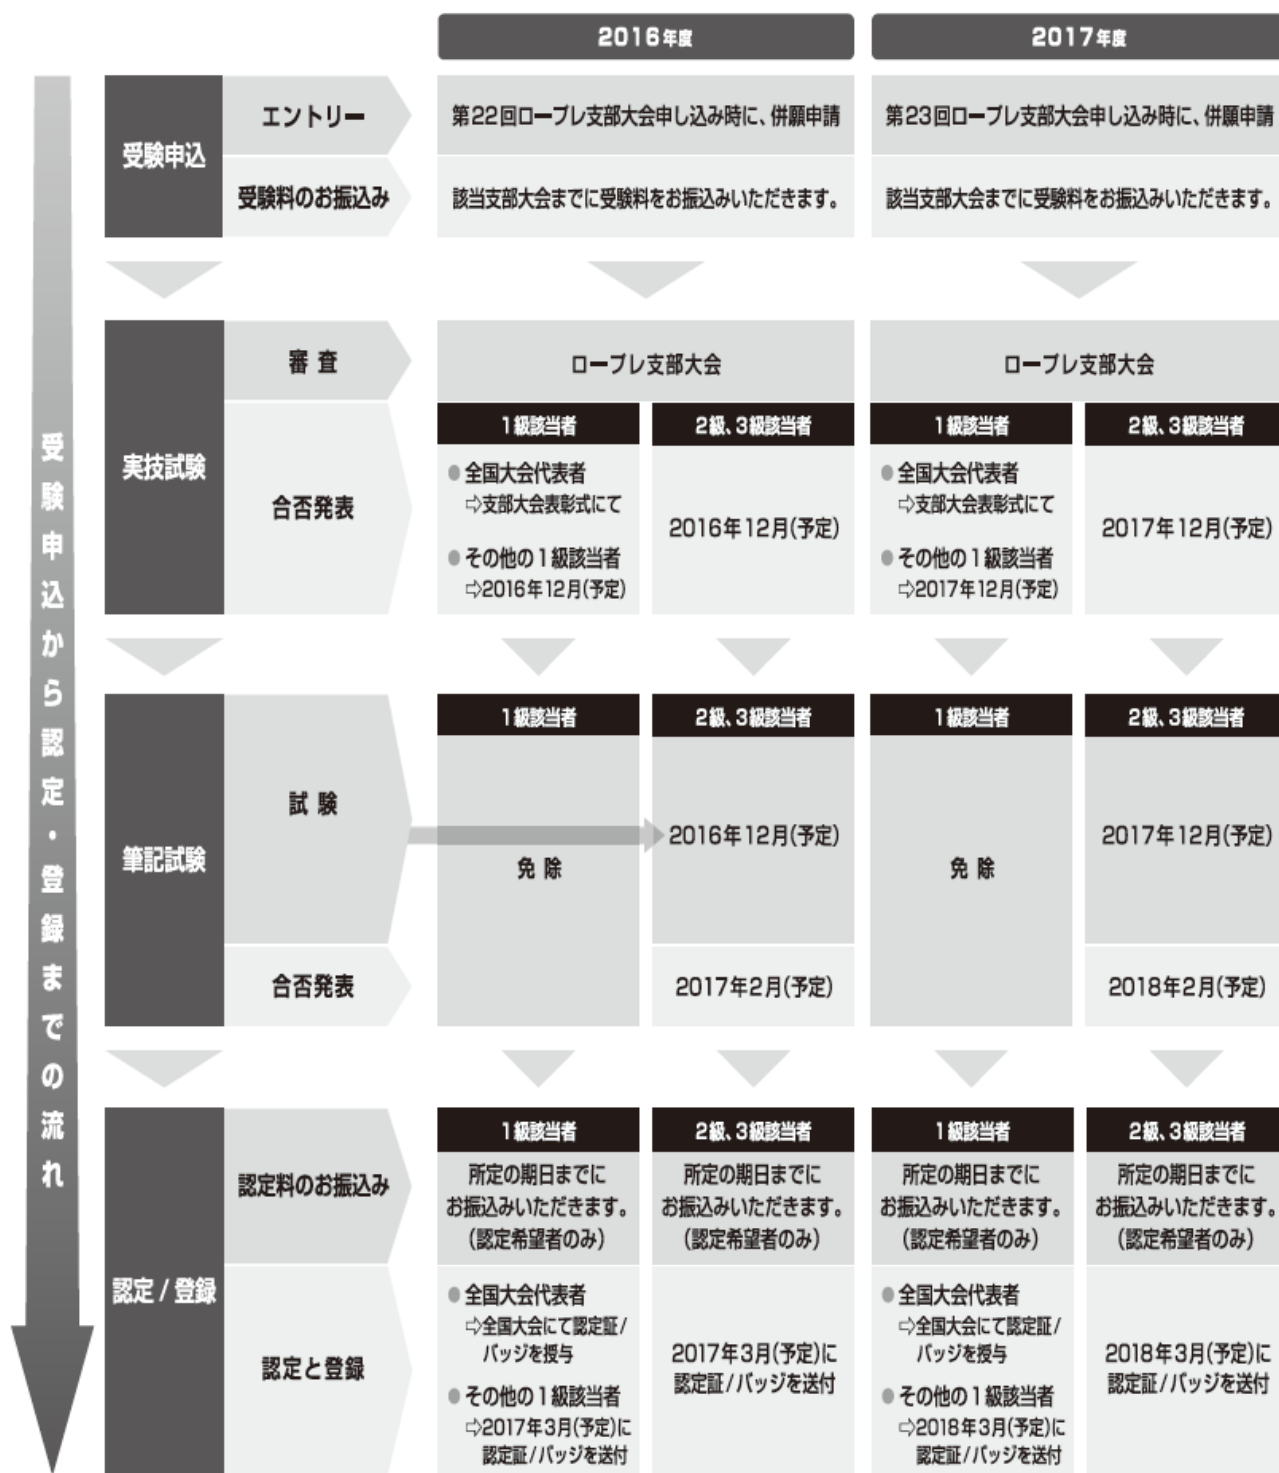 2016年度
2017年度
受験申込から認定・登録までの流れ
受験申込
エントリー
第22回ロープレ支部大会申し込み時に、併願申請
第23回ロープレ支部大会申し込み時に、併願申請
受験料のお振込み
該当支部大会までに受験料をお振込みいただきます。
該当支部大会までに受験料をお振込みいただきます。
実技試験
審査
ロープレ支部大会
ロープレ支部大会
合否発表
1級該当者
●全国大会代表者
⇨支部大会表彰式にて
●その他の1級該当者
⇨2016年12月(予定)
2級、3級該当者
2016年12月(予定)
1級該当者
●全国大会代表者
⇨支部大会表彰式にて
●その他の1級該当者
⇨2017年12月(予定)
2級、3級該当者
2017年12月(予定)
筆記試験
試験
1級該当者
免除
2級、3級該当者
2016年12月(予定)
1級該当者
免除
2級、3級該当者
2017年12月(予定)
合否発表
2017年2月(予定)
2018年2月(予定)
認定/登録
認定料のお振込み
1級該当者
所定の期日までに
お振込みいただきます。
(認定希望者のみ)
2級、3級該当者
所定の期日までに
お振込みいただきます。
(認定希望者のみ)
1級該当者
所定の期日までに
お振込みいただきます。
(認定希望者のみ)
2級、3級該当者
所定の期日までに
お振込みいただきます。
(認定希望者のみ)
認定と登録
●全国大会代表者
⇨全国大会にて認定証/
バッジを授与
●その他の1級該当者
⇨2017年3月(予定)に
認定証/バッジを送付
2017年3月(予定)に
認定証/バッジを送付
●全国大会代表者
⇨全国大会にて認定証/
バッジを授与
●その他の1級該当者
⇨2018年3月(予定)に
認定証/バッジを送付
2018年3月(予定)に
認定証/バッジを送付